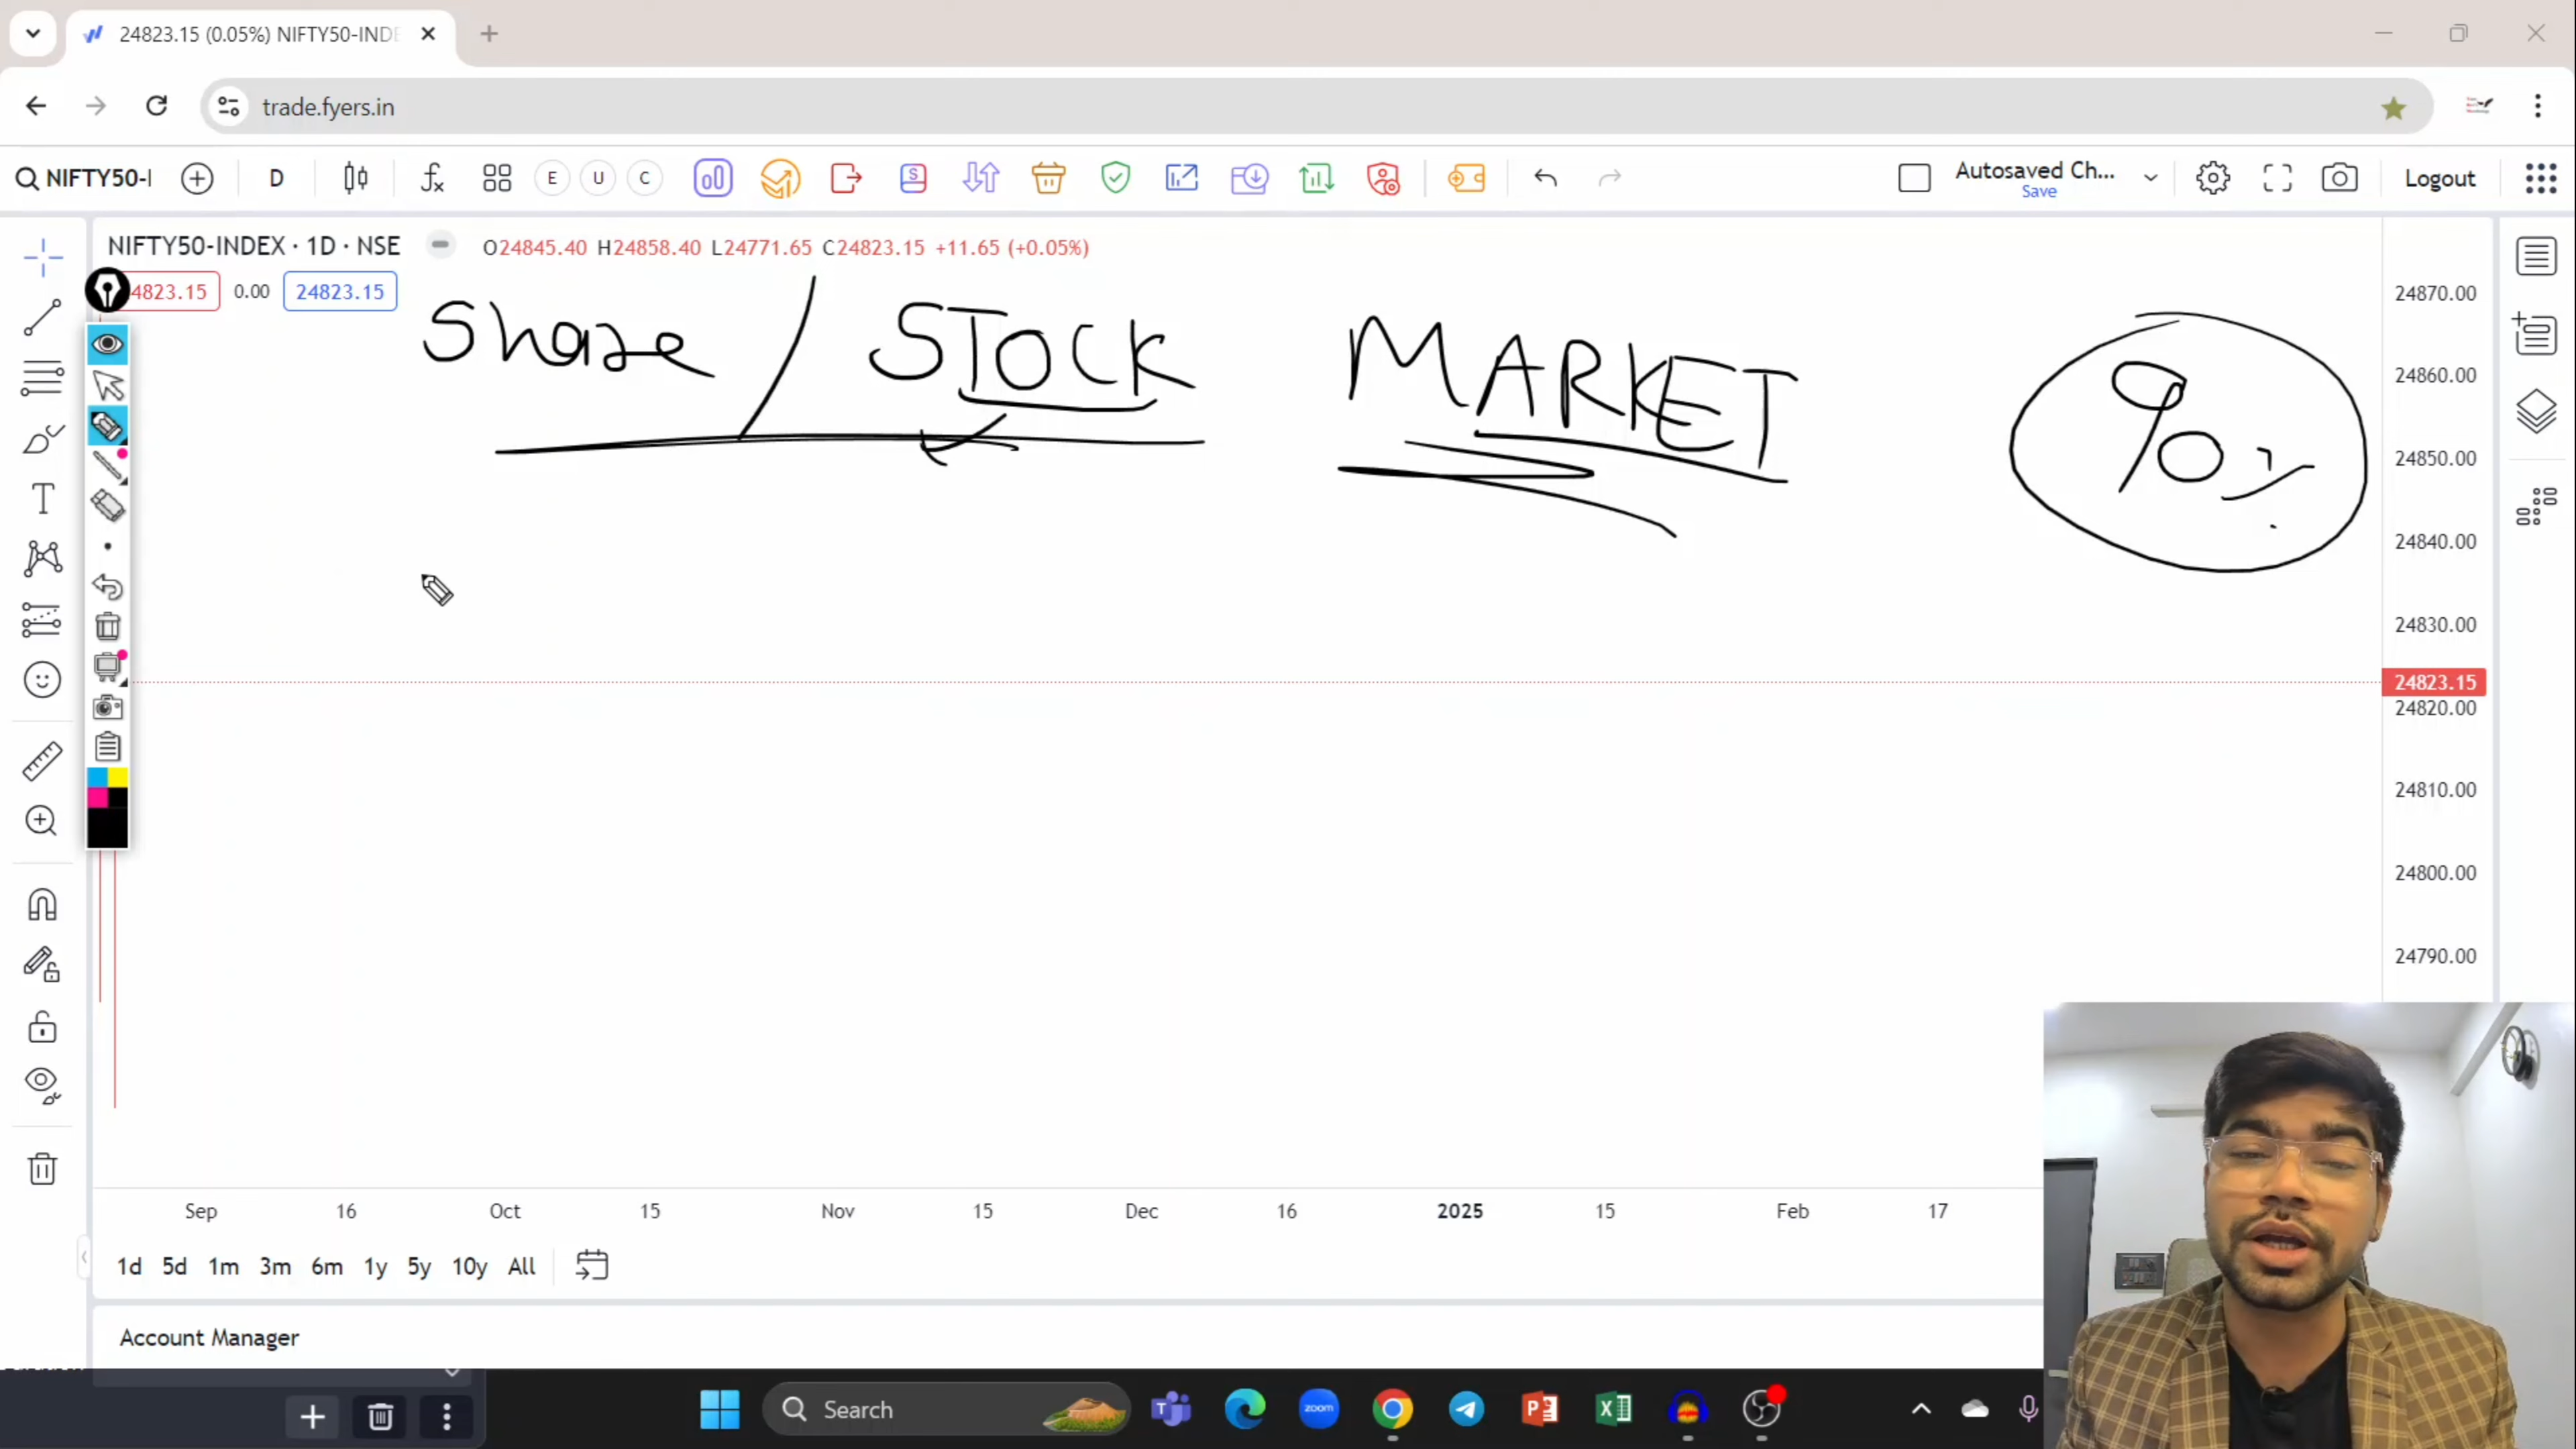 24823.15 (0.05%) NIFTY50-INDE
trade.fyers.in
NIFTY50-I D E U C S Autosaved Ch... Save Logout
NIFTY50-INDEX · 1D · NSE O24845.40 H24858.40 L24771.65 C24823.15 +11.65 (+0.05%)
4823.15 0.00 24823.15
Share / STOCK MARKET
%
T
24870.00
24860.00
24850.00
24840.00
24830.00
24823.15
24820.00
24810.00
24800.00
24790.00
Sep 16 Oct 15 Nov 15 Dec 16 2025 15 Feb 17
1d 5d 1m 3m 6m 1y 5y 10y All
Account Manager
Search zoom